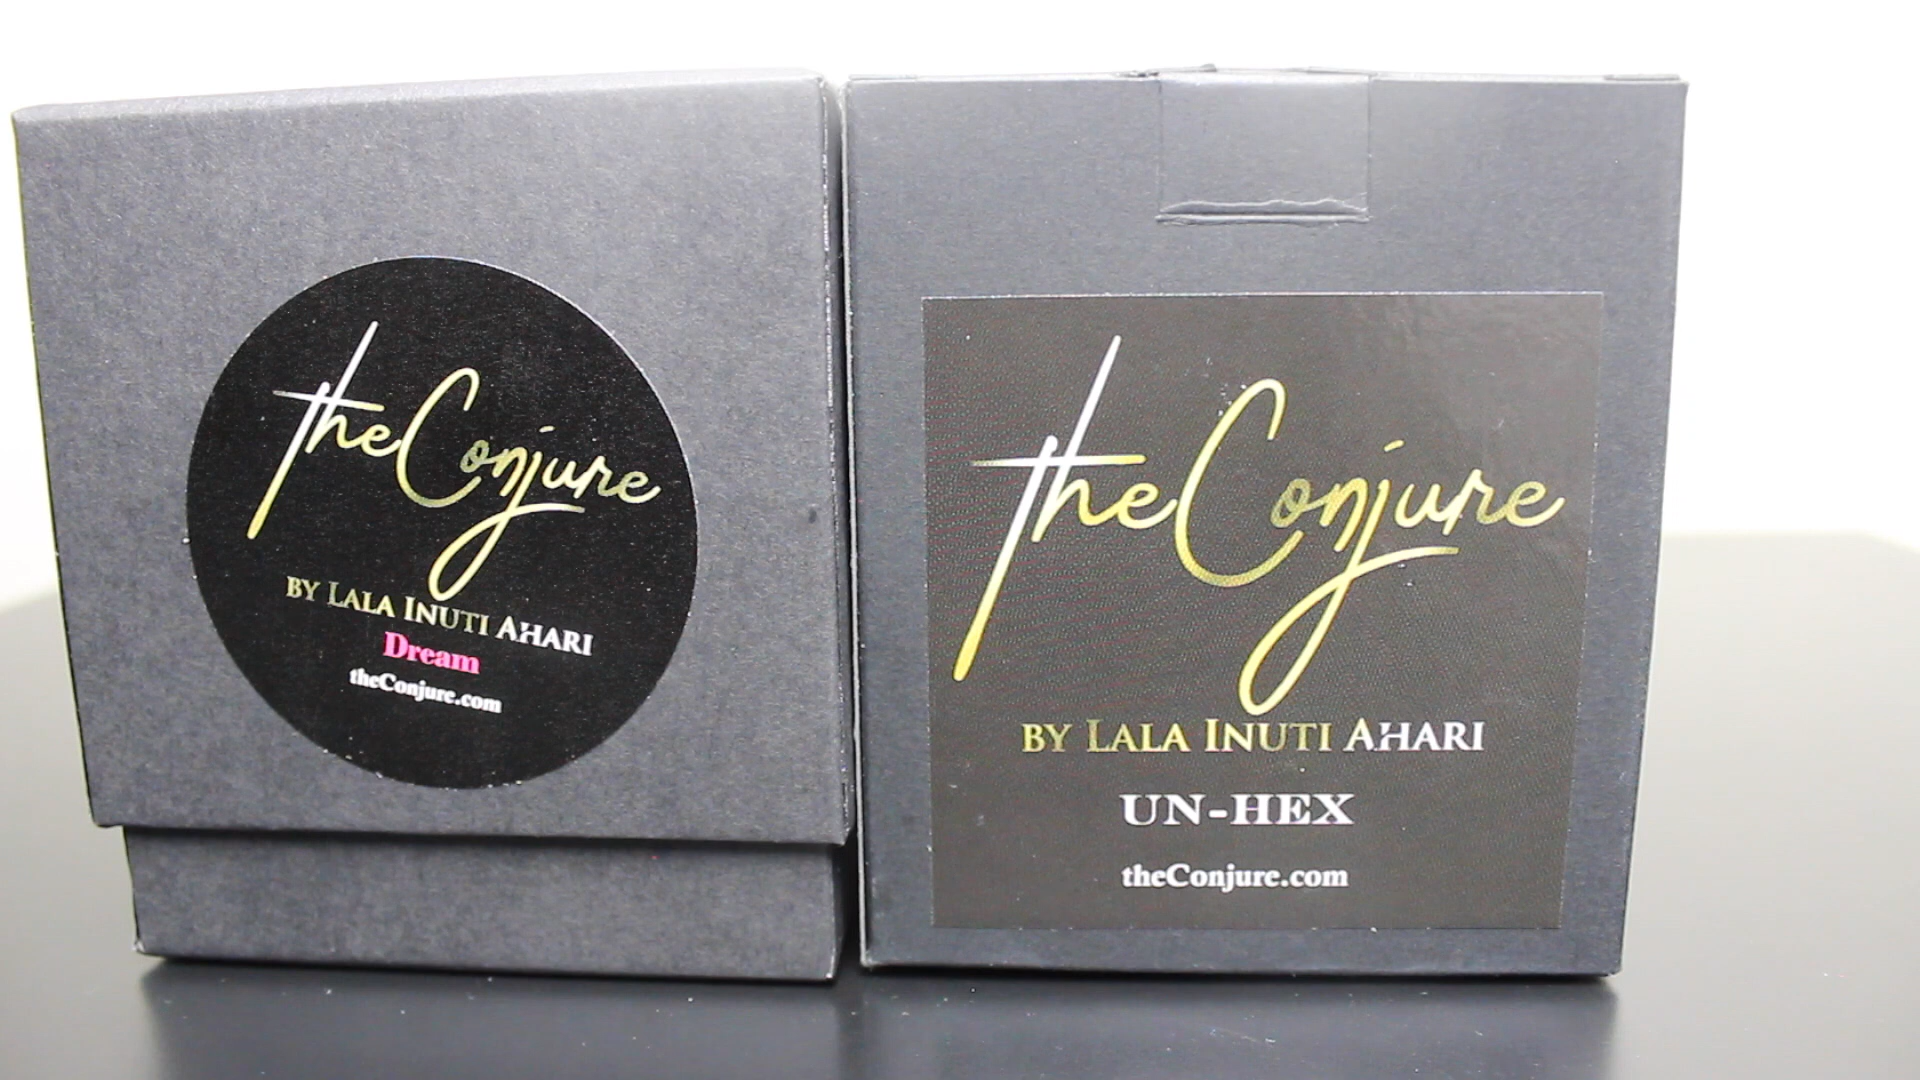 theConjure
BY LALA INUTI AHARI
Dream
theConjure.com
theConjure
BY LALA INUTI AHARI
UN-HEX
theConjure.com